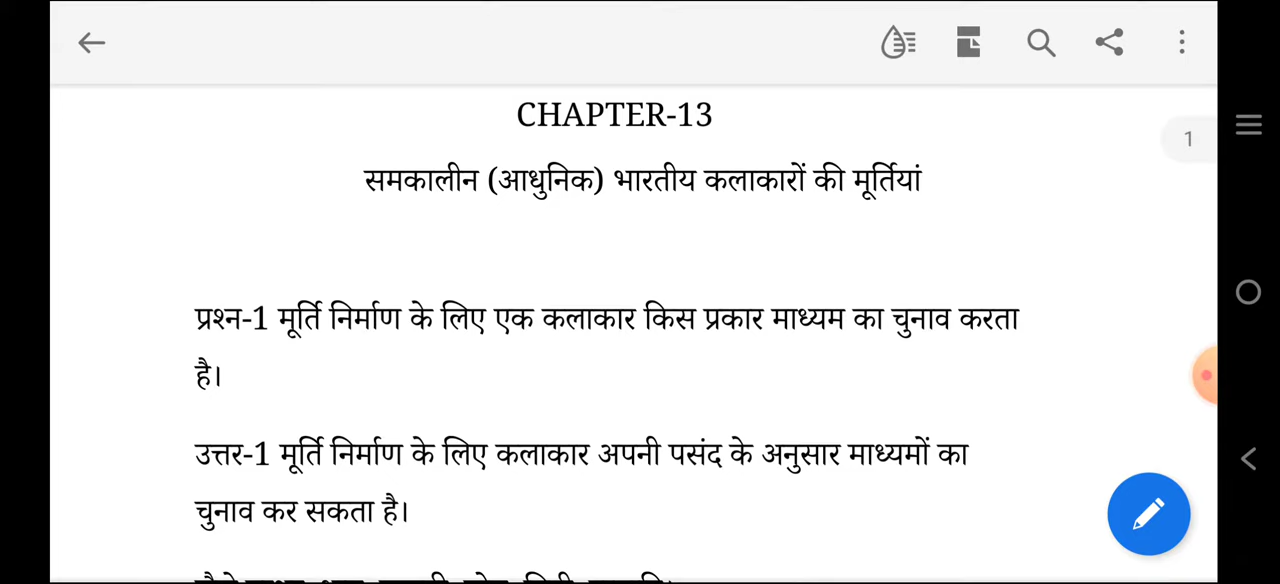 CHAPTER-13
1
समकालीन (आधुनिक) भारतीय कलाकारों की मूर्तियां
प्रश्न-1 मूर्ति निर्माण के लिए एक कलाकार किस प्रकार माध्यम का चुनाव करता
है।
उत्तर-1 मूर्ति निर्माण के लिए कलाकार अपनी पसंद के अनुसार माध्यमों का
चुनाव कर सकता है।